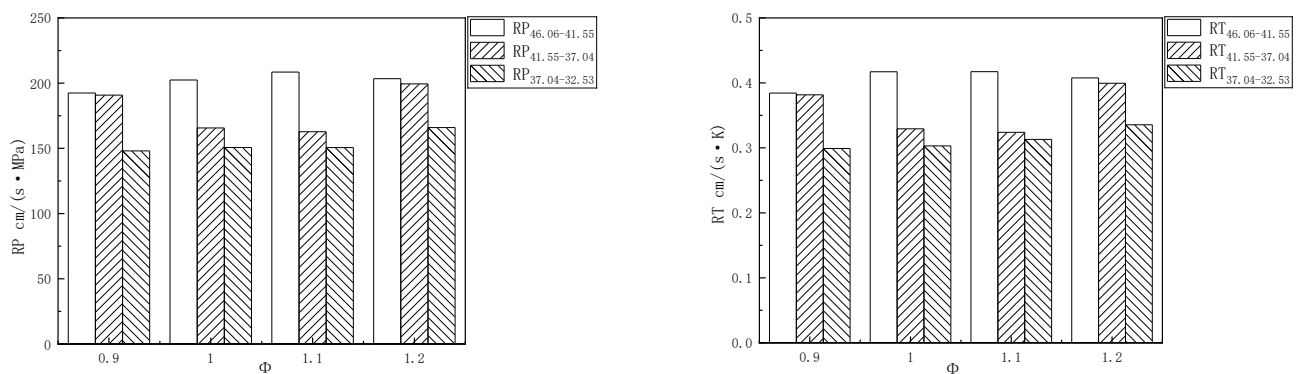 250
200
150
100
50
0
RP cm/(s·MPa)
0.9 1 1.1 1.2
Φ
RP46.06-41.55
RP41.55-37.04
RP37.04-32.53
0.5
0.4
0.3
0.2
0.1
0.0
RT cm/(s·K)
0.9 1 1.1 1.2
Φ
RT46.06-41.55
RT41.55-37.04
RT37.04-32.53